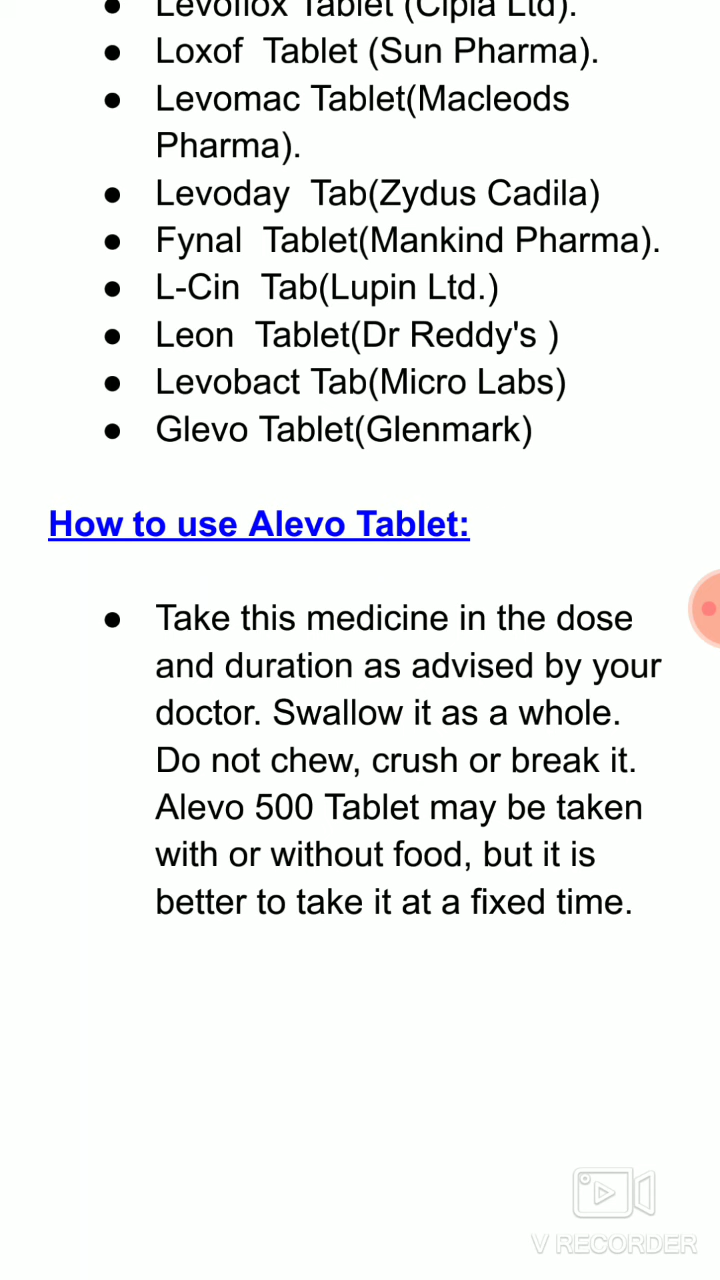 ● Levoflox Tablet (Cipla Ltd).
● Loxof Tablet (Sun Pharma).
● Levomac Tablet(Macleods
Pharma).
● Levoday Tab(Zydus Cadila)
● Fynal Tablet(Mankind Pharma).
● L-Cin Tab(Lupin Ltd.)
● Leon Tablet(Dr Reddy's )
● Levobact Tab(Micro Labs)
● Glevo Tablet(Glenmark)
How to use Alevo Tablet:
● Take this medicine in the dose
and duration as advised by your
doctor. Swallow it as a whole.
Do not chew, crush or break it.
Alevo 500 Tablet may be taken
with or without food, but it is
better to take it at a fixed time.
V RECORDER